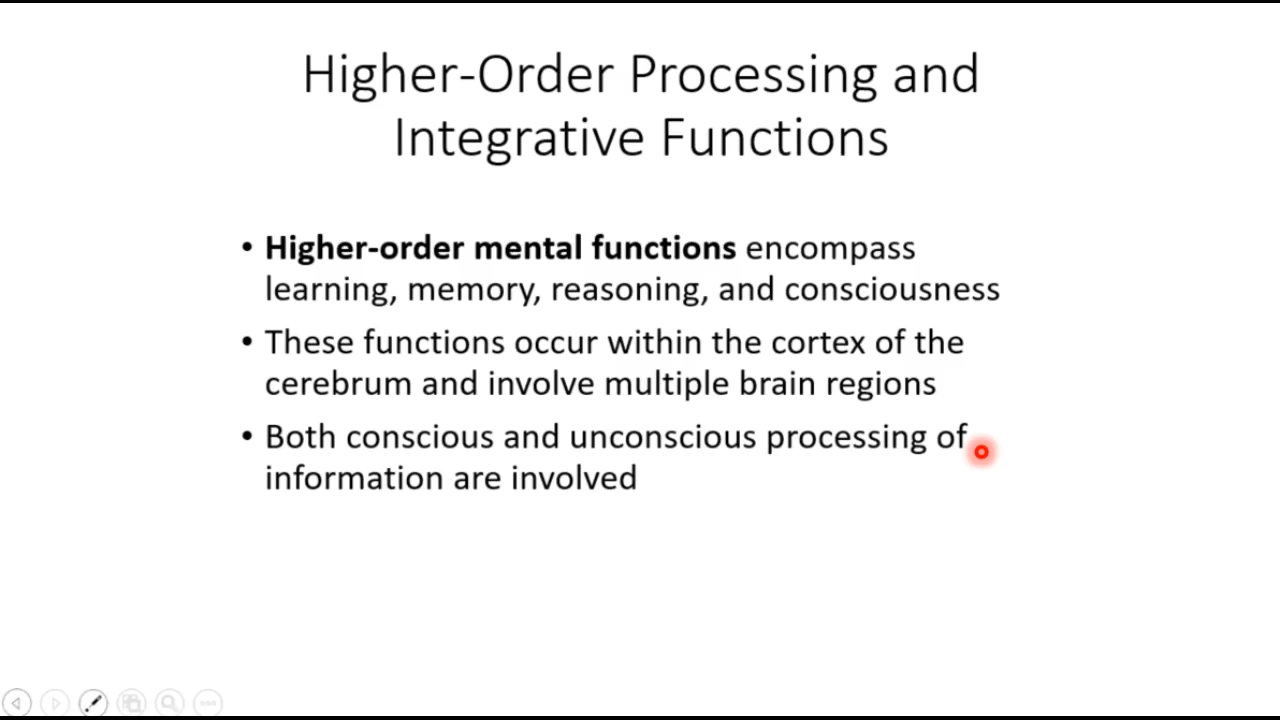 Higher-Order Processing and
Integrative Functions
• Higher-order mental functions encompass
learning, memory, reasoning, and consciousness
• These functions occur within the cortex of the
cerebrum and involve multiple brain regions
• Both conscious and unconscious processing of
information are involved